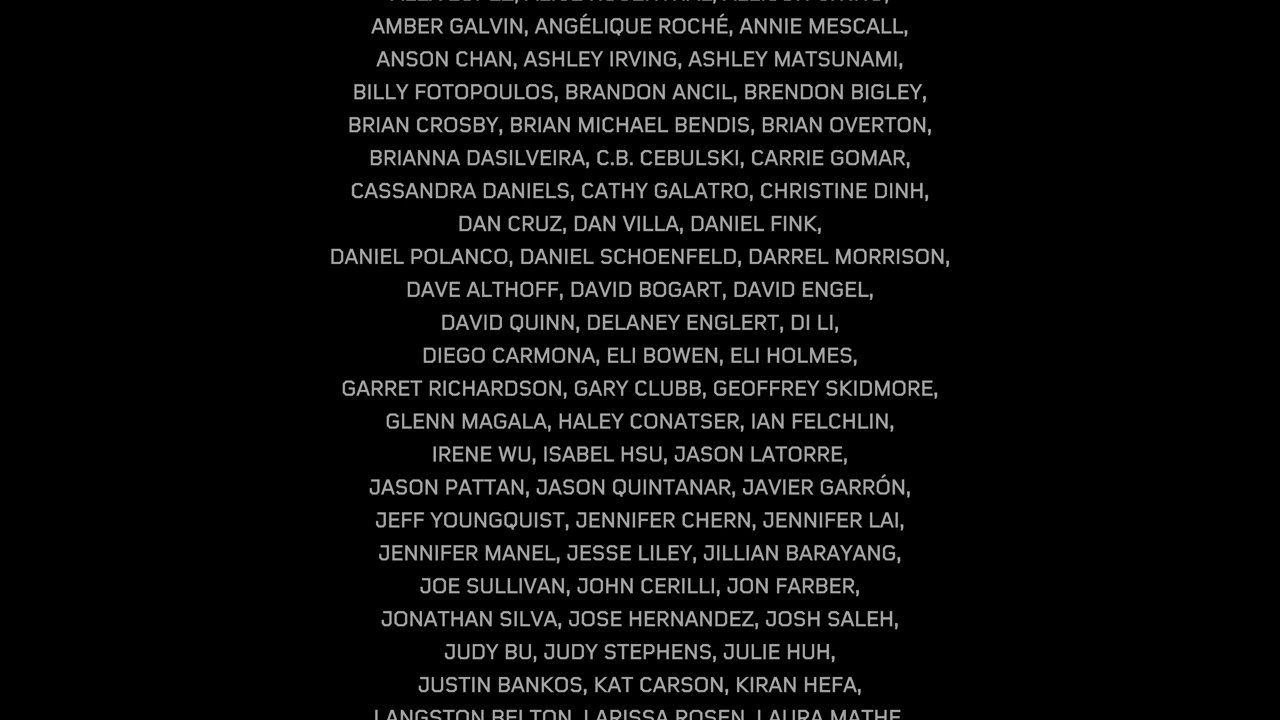 AMBER GALVIN, ANGÉLIQUE ROCHÉ, ANNIE MESCALL,
ANSON CHAN, ASHLEY IRVING, ASHLEY MATSUNAMI,
BILLY FOTOPOULOS, BRANDON ANCIL, BRENDON BIGLEY,
BRIAN CROSBY, BRIAN MICHAEL BENDIS, BRIAN OVERTON,
BRIANNA DASILVEIRA, C.B. CEBULSKI, CARRIE GOMAR,
CASSANDRA DANIELS, CATHY GALATRO, CHRISTINE DINH,
DAN CRUZ, DAN VILLA, DANIEL FINK,
DANIEL POLANCO, DANIEL SCHOENFELD, DARREL MORRISON,
DAVE ALTHOFF, DAVID BOGART, DAVID ENGEL,
DAVID QUINN, DELANEY ENGLERT, DI LI,
DIEGO CARMONA, ELI BOWEN, ELI HOLMES,
GARRET RICHARDSON, GARY CLUBB, GEOFFREY SKIDMORE,
GLENN MAGALA, HALEY CONATSER, IAN FELCHLIN,
IRENE WU, ISABEL HSU, JASON LATORRE,
JASON PATTAN, JASON QUINTANAR, JAVIER GARRÓN,
JEFF YOUNGQUIST, JENNIFER CHERN, JENNIFER LAI,
JENNIFER MANEL, JESSE LILEY, JILLIAN BARAYANG,
JOE SULLIVAN, JOHN CERILLI, JON FARBER,
JONATHAN SILVA, JOSE HERNANDEZ, JOSH SALEH,
JUDY BU, JUDY STEPHENS, JULIE HUH,
JUSTIN BANKOS, KAT CARSON, KIRAN HEFA,
LANGSTON BELTON, LARISSA ROSEN, LAURA MATHE